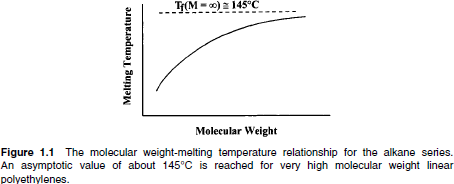 Tf(M = ∞) ≅ 145°C
Melting Temperature
Molecular Weight
Figure 1.1 The molecular weight-melting temperature relationship for the alkane series.
An asymptotic value of about 145°C is reached for very high molecular weight linear
polyethylenes.